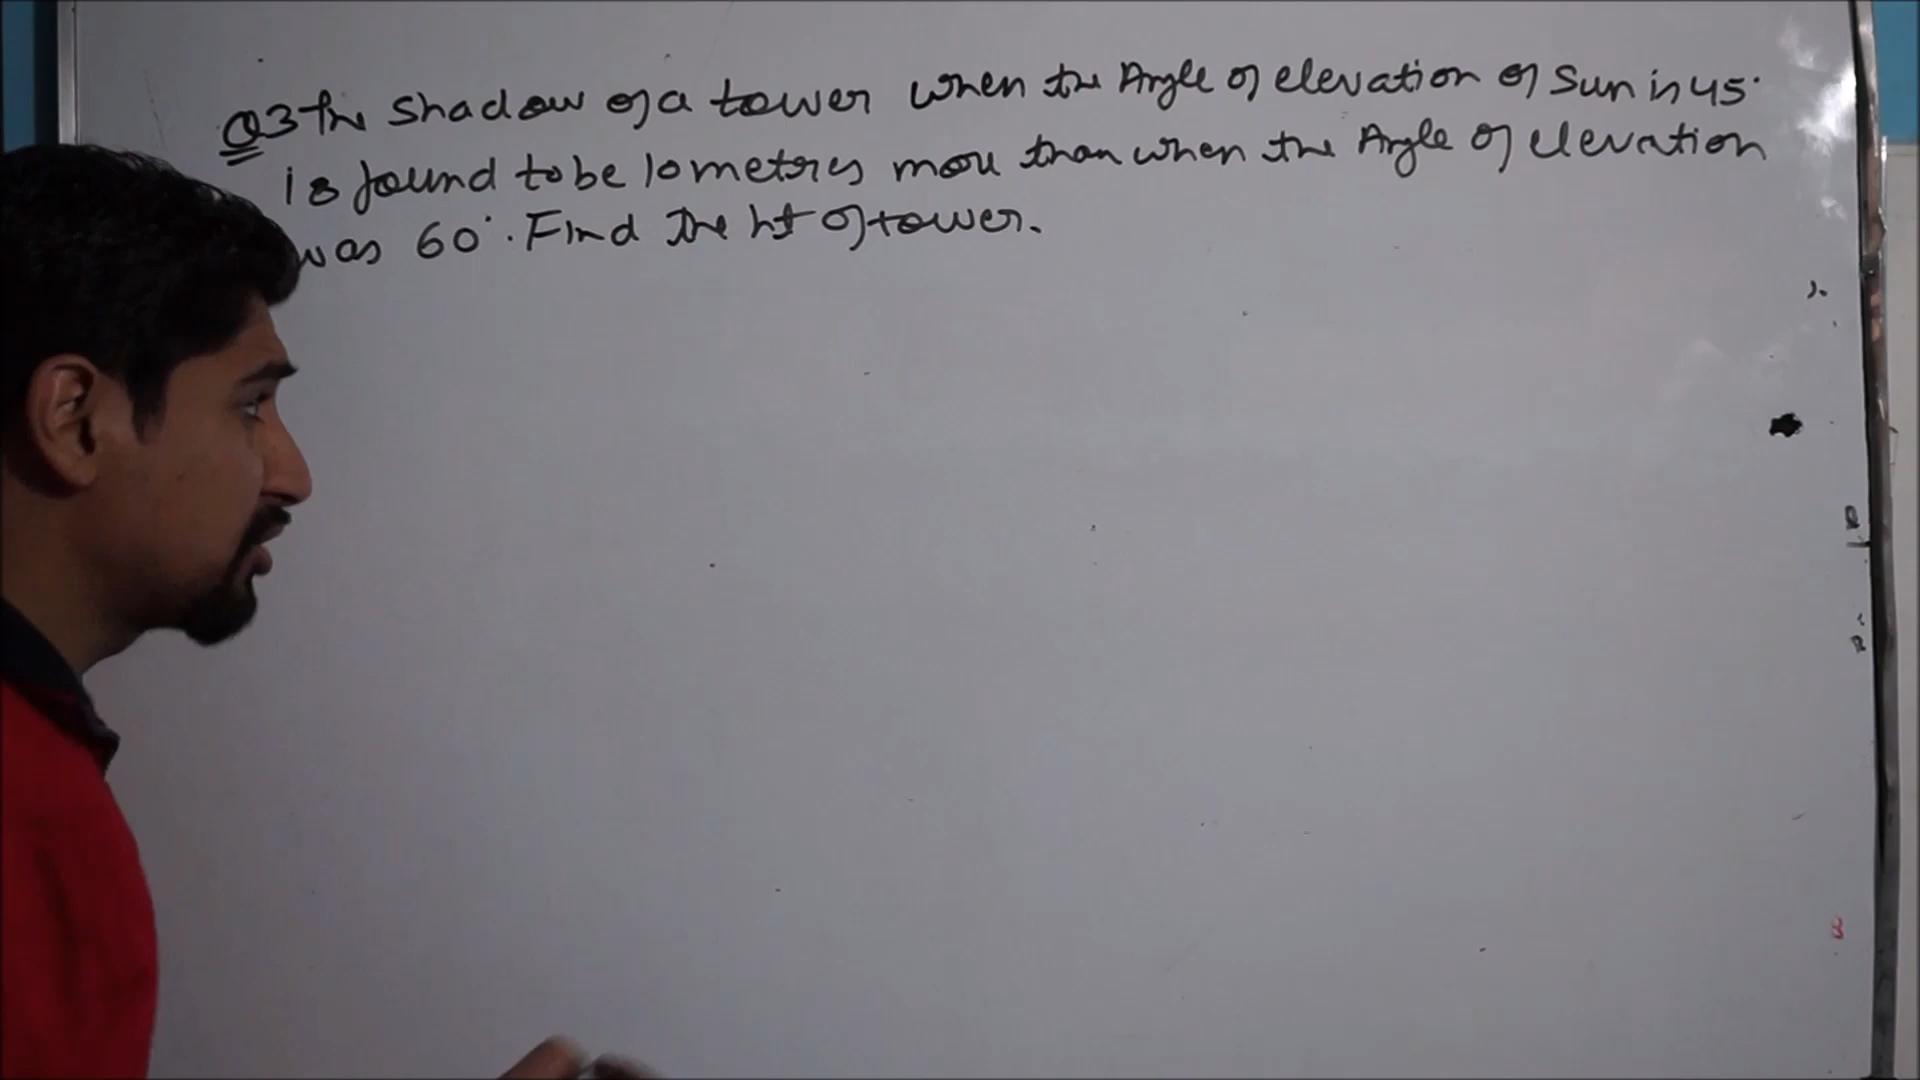 Q3 The shadow of a tower when the Angle of elevation of Sun is 45°
is found to be 10 metres more than when the Angle of elevation
was 60°. Find the ht of tower.